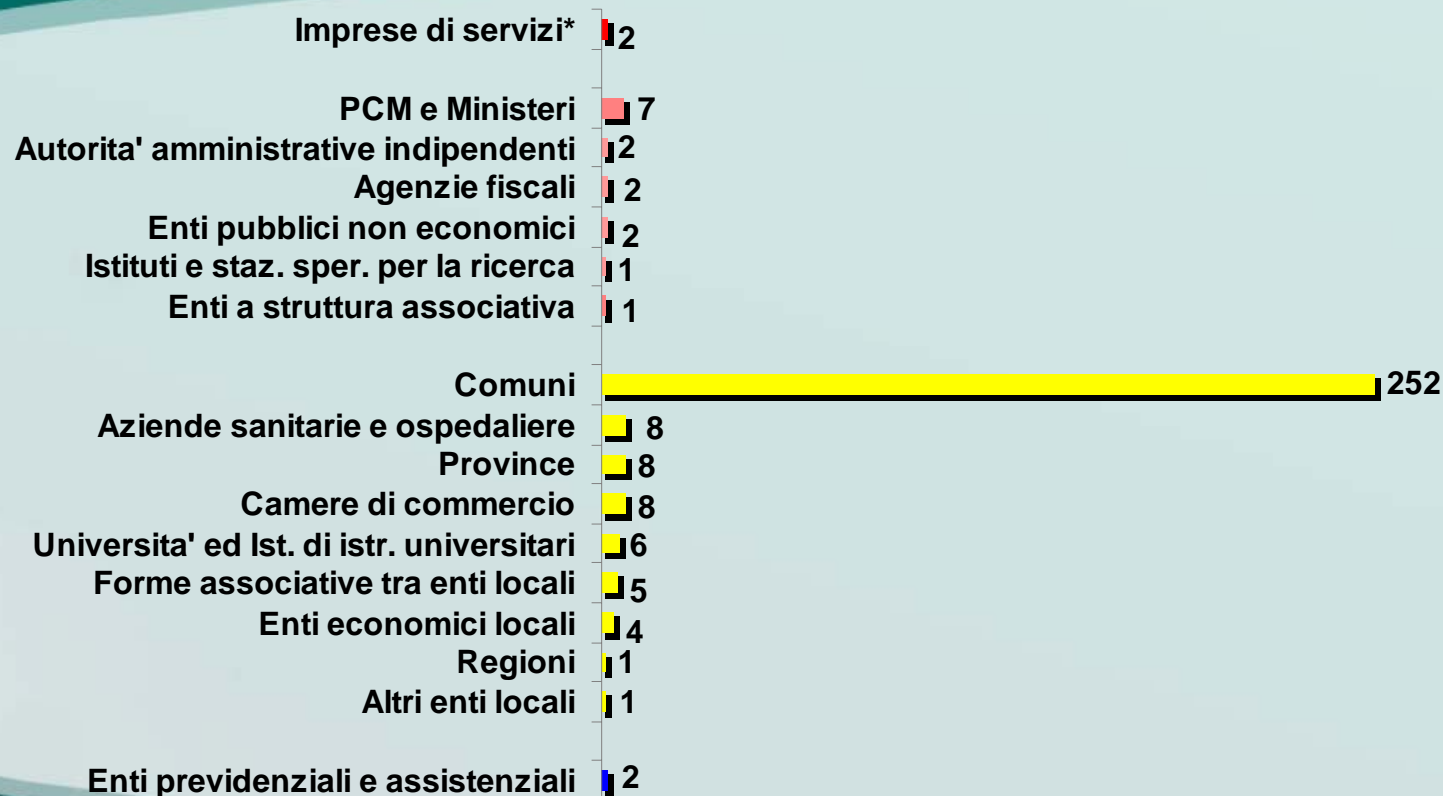 Imprese di servizi* 2
PCM e Ministeri 7
Autorita' amministrative indipendenti 2
Agenzie fiscali 2
Enti pubblici non economici 2
Istituti e staz. sper. per la ricerca 1
Enti a struttura associativa 1
Comuni 252
Aziende sanitarie e ospedaliere 8
Province 8
Camere di commercio 8
Universita' ed Ist. di istr. universitari 6
Forme associative tra enti locali 5
Enti economici locali 4
Regioni 1
Altri enti locali 1
Enti previdenziali e assistenziali 2